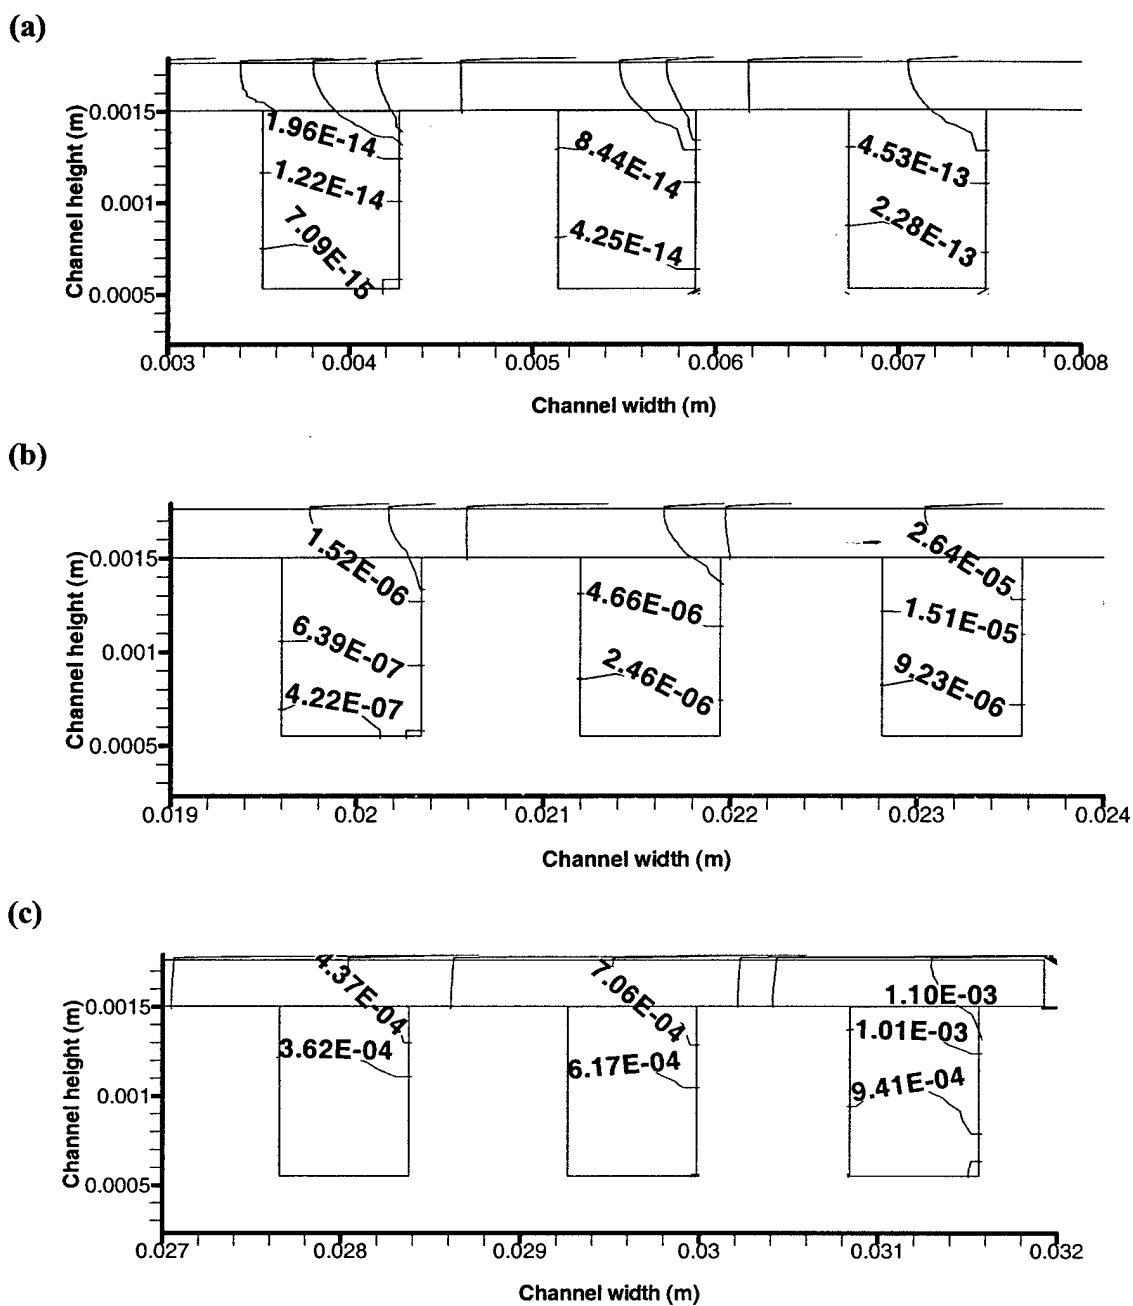 (a)
Channel height (m)
0.0015
0.001
0.0005
1.96E-14
1.22E-14
7.09E-15
8.44E-14
4.25E-14
4.53E-13
2.28E-13
0.003 0.004 0.005 0.006 0.007 0.008
Channel width (m)
(b)
Channel height (m)
0.0015
0.001
0.0005
1.52E-06
6.39E-07
4.22E-07
4.66E-06
2.46E-06
2.64E-05
1.51E-05
9.23E-06
0.019 0.02 0.021 0.022 0.023 0.024
Channel width (m)
(c)
Channel height (m)
0.0015
0.001
0.0005
4.37E-04
3.62E-04
7.06E-04
6.17E-04
1.10E-03
1.01E-03
9.41E-04
0.027 0.028 0.029 0.03 0.031 0.032
Channel width (m)